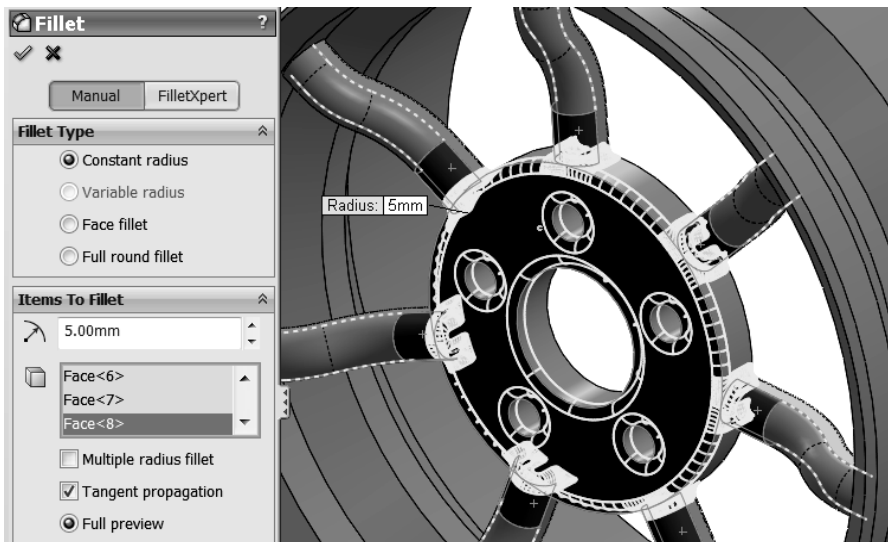 Fillet ?
Manual FilletXpert
Fillet Type
Constant radius
Variable radius
Face fillet
Full round fillet
Items To Fillet
5.00mm
Face<6>
Face<7>
Face<8>
Multiple radius fillet
Tangent propagation
Full preview
Radius: 5mm